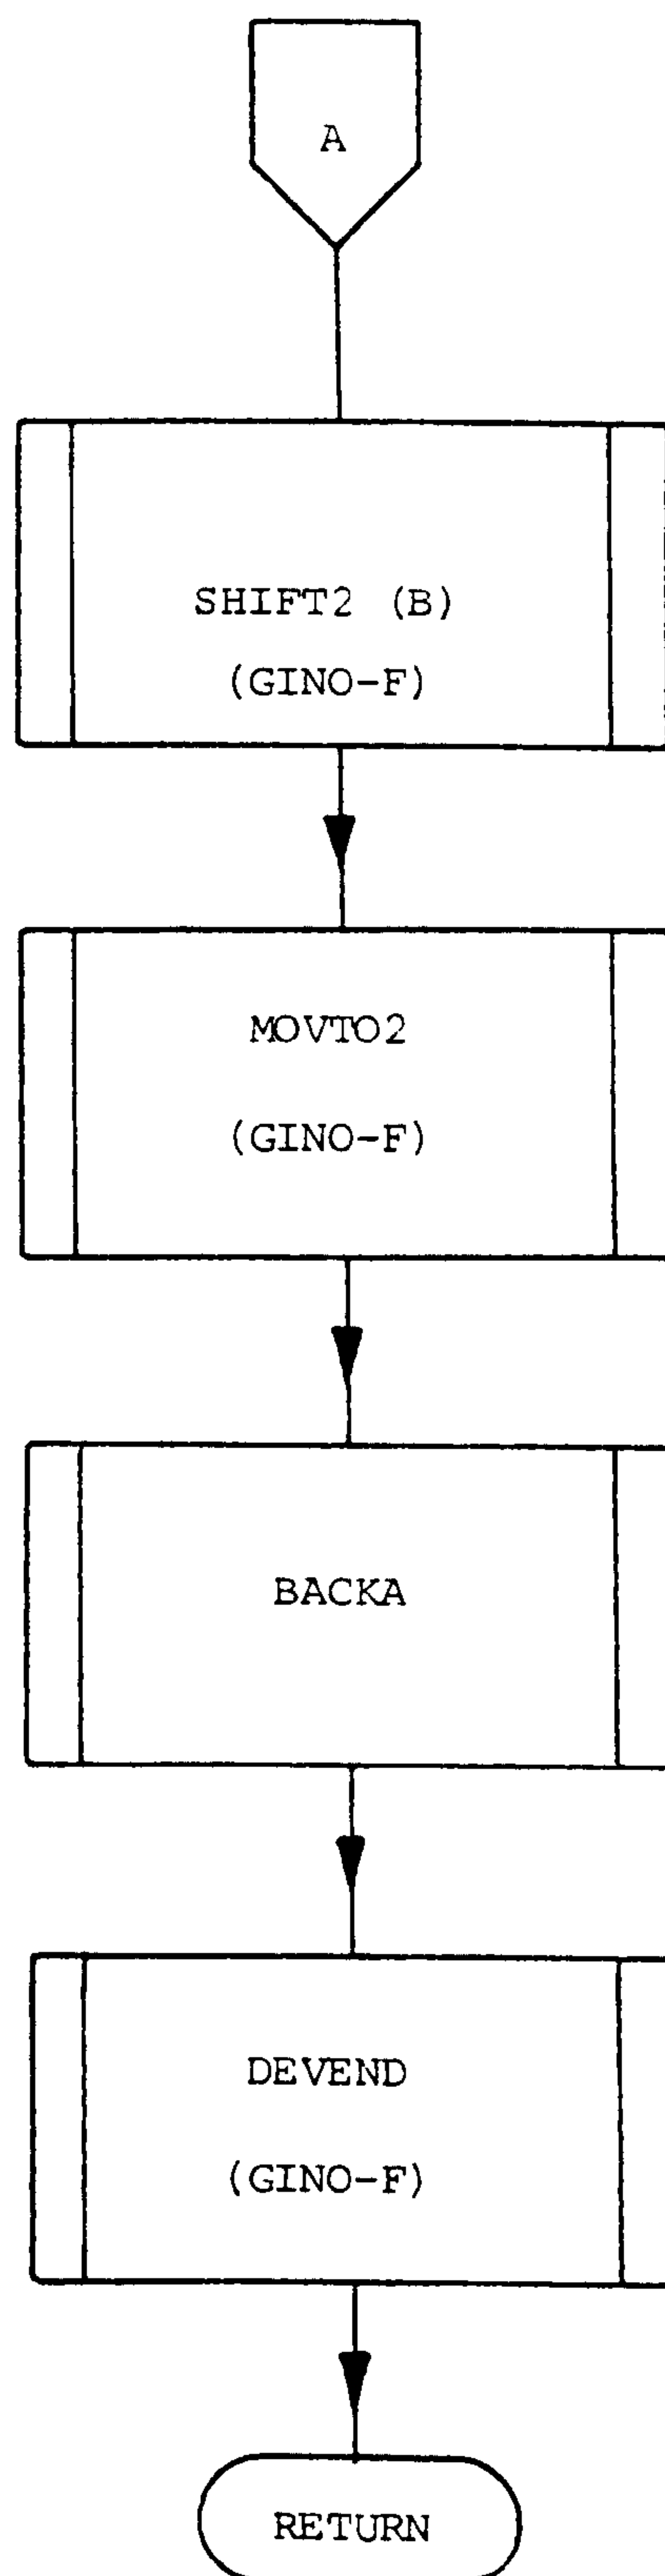 A
SHIFT2 (B)
(GINO-F)
MOVTO2
(GINO-F)
BACKA
DEVEND
(GINO-F)
RETURN